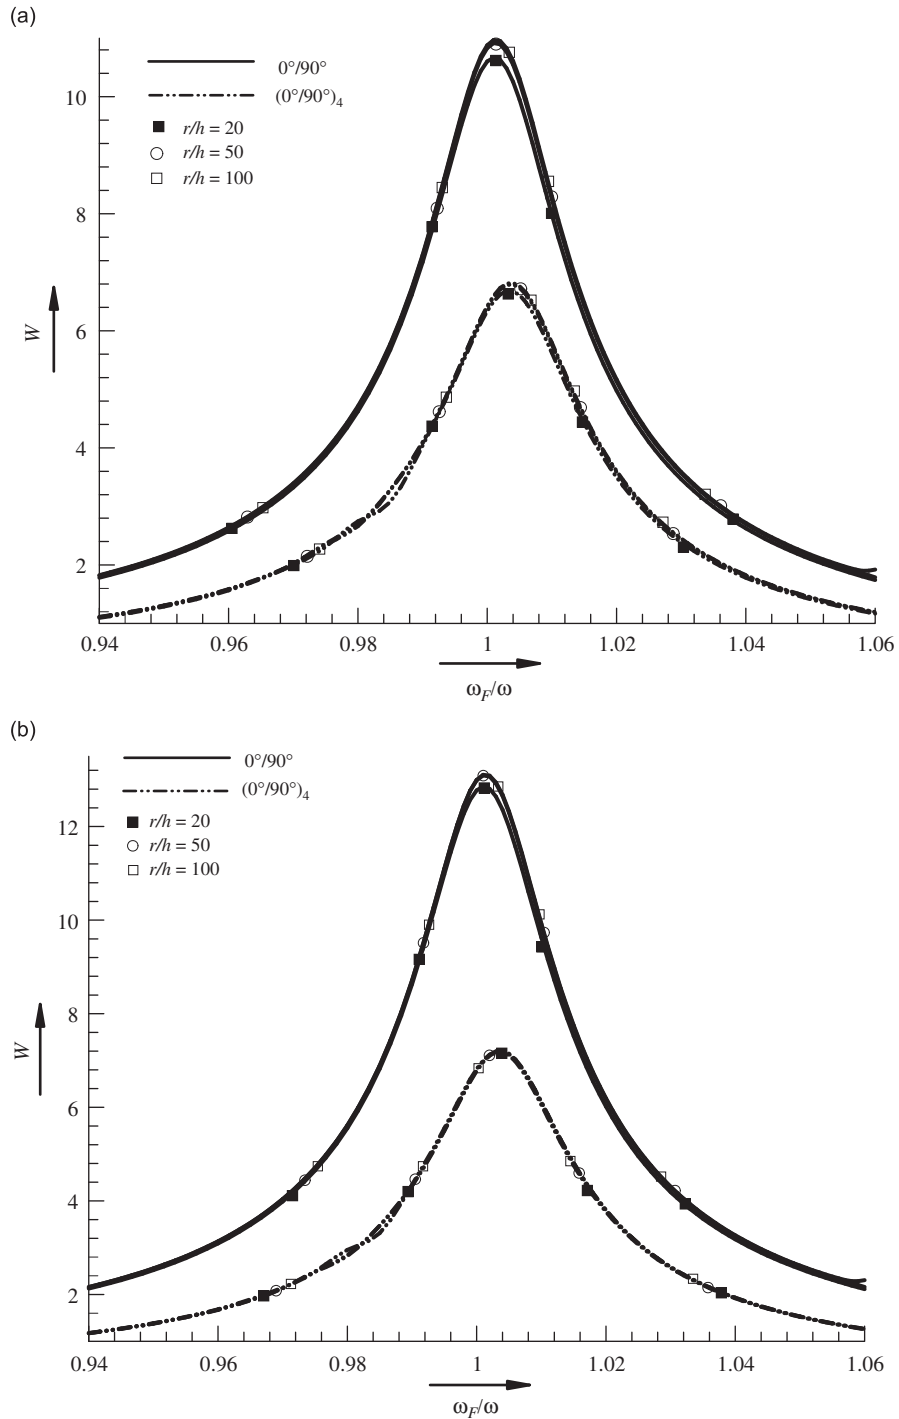 (a)
0°/90°
(0°/90°)₄
r/h = 20
r/h = 50
r/h = 100
10
8
6
4
2
W
0.94 0.96 0.98 1 1.02 1.04 1.06
ω_F/ω
(b)
0°/90°
(0°/90°)₄
r/h = 20
r/h = 50
r/h = 100
12
10
8
6
4
2
W
0.94 0.96 0.98 1 1.02 1.04 1.06
ω_F/ω